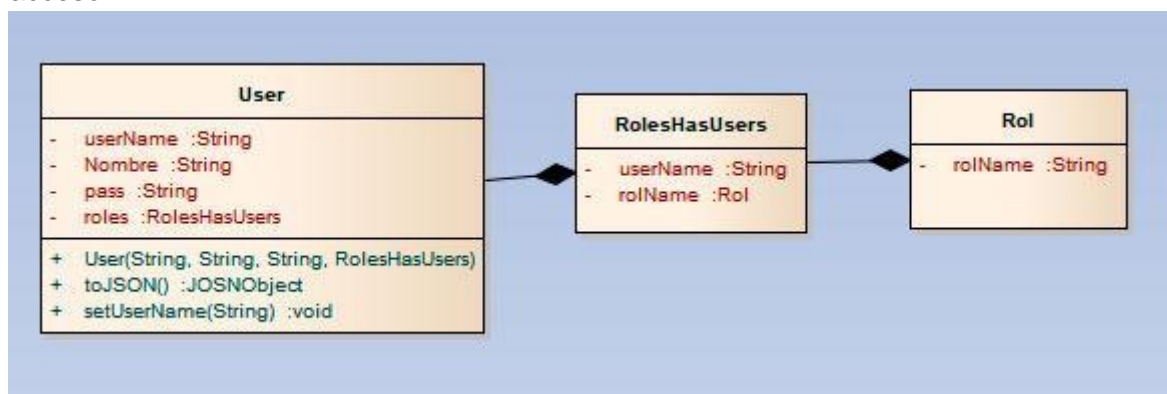 User
- userName :String
- Nombre :String
- pass :String
- roles :RolesHasUsers
+ User(String, String, String, RolesHasUsers)
+ toJSON() :JOSNObject
+ setUserName(String) :void
RolesHasUsers
- userName :String
- rolName :Rol
Rol
- rolName :String